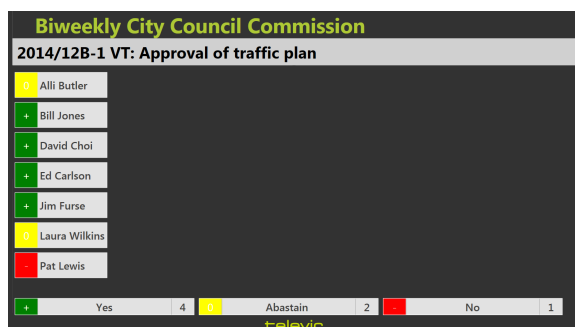 Biweekly City Council Commission
2014/12B-1 VT: Approval of traffic plan
0 Alli Butler
+ Bill Jones
+ David Choi
+ Ed Carlson
+ Jim Furse
0 Laura Wilkins
- Pat Lewis
+ Yes 4 0 Abastain 2 - No 1
televic